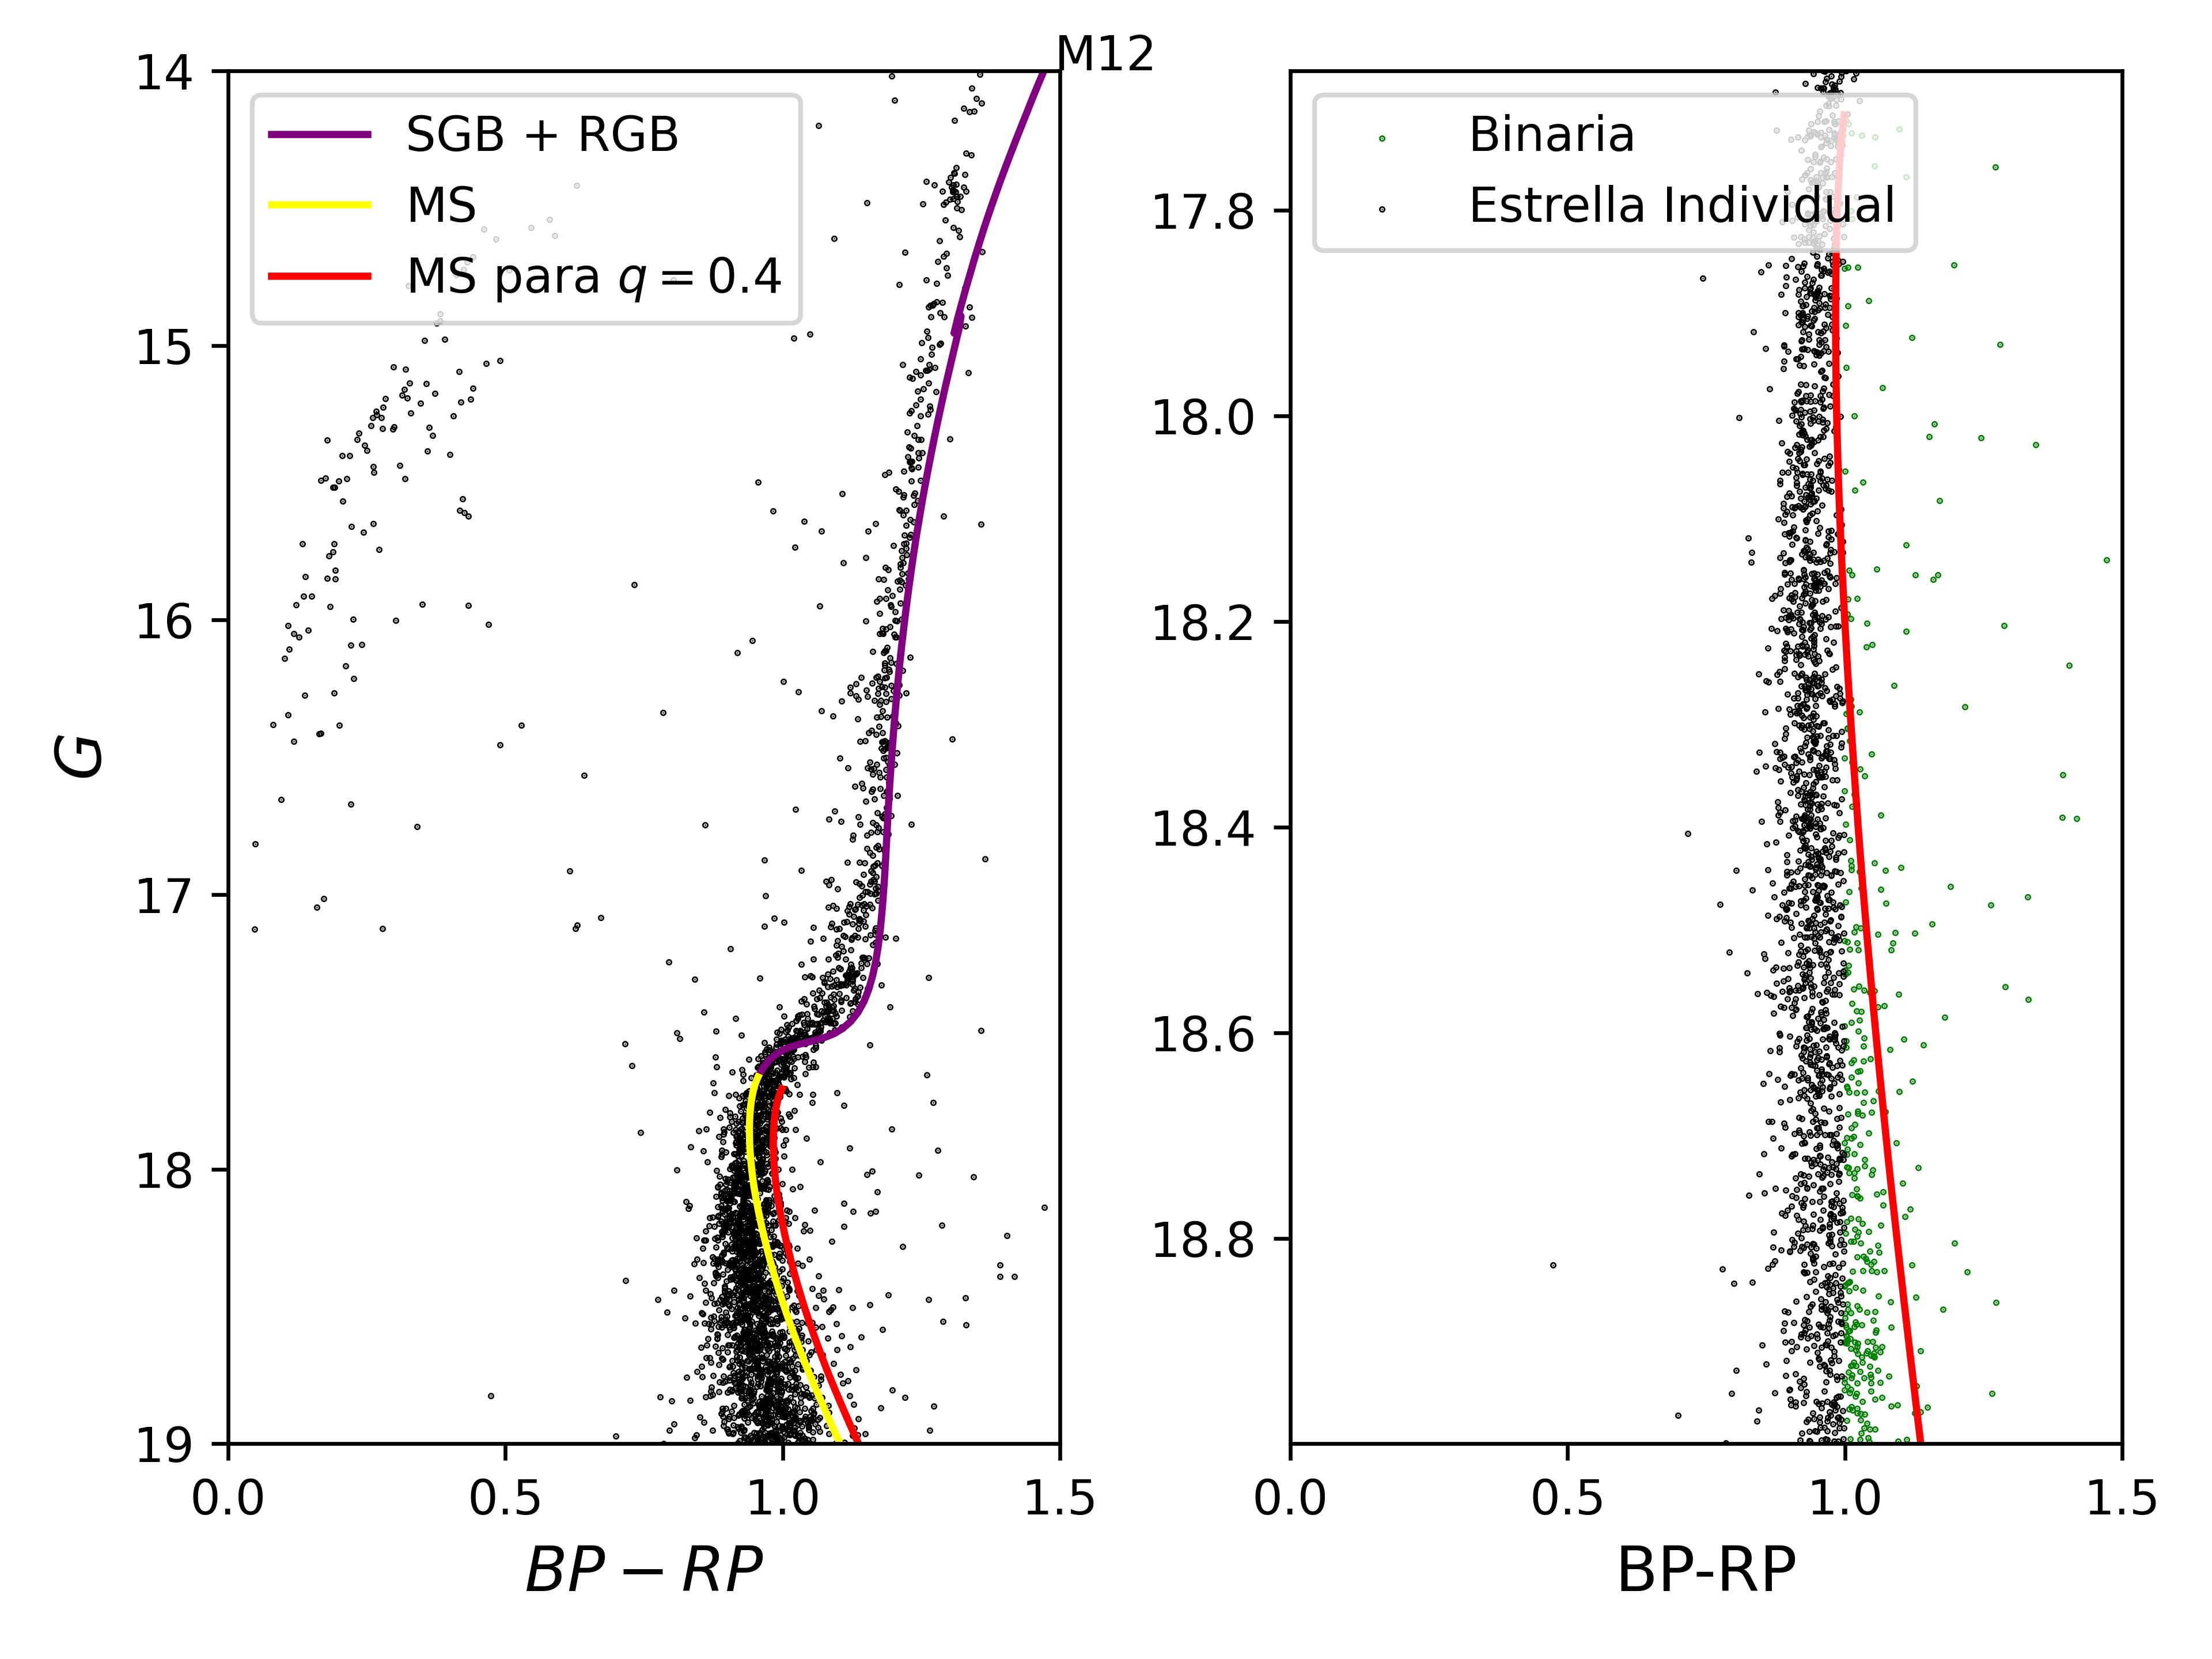 M12
14
15
16
17
18
19
G
SGB + RGB
MS
MS para q = 0.4
0.0 0.5 1.0 1.5
BP − RP
17.8
18.0
18.2
18.4
18.6
18.8
Binaria
Estrella Individual
0.0 0.5 1.0 1.5
BP-RP